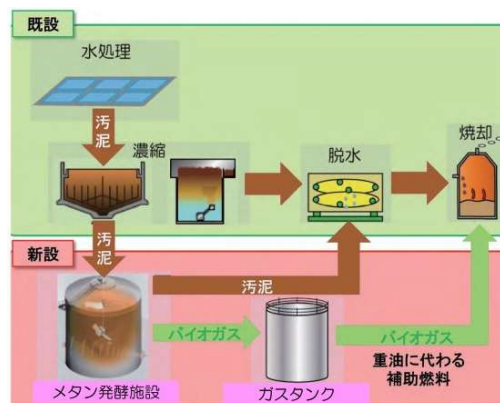 既設
水処理
汚泥
濃縮
脱水
焼却
汚泥
新設
汚泥
バイオガス
バイオガス
重油に代わる
補助燃料
メタン発酵施設
ガスタンク